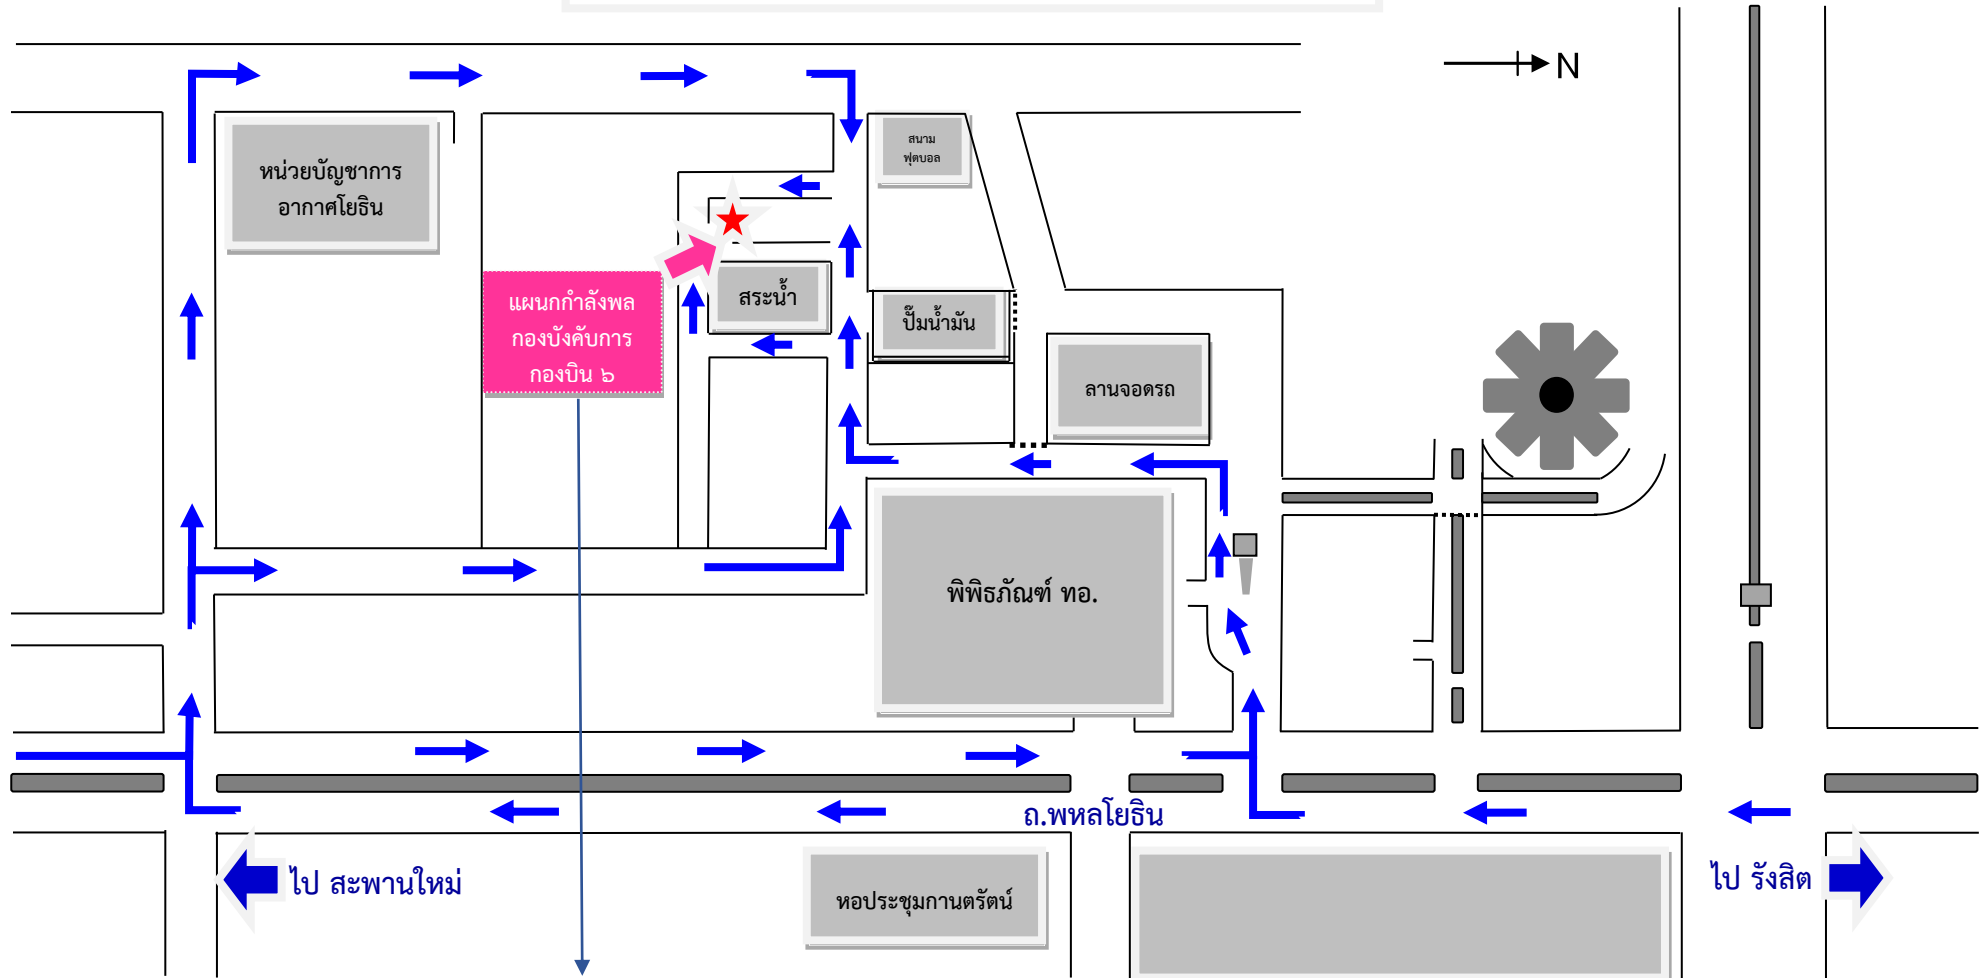 N
สนาม
ฟุตบอล
หน่วยบัญชาการ
อากาศโยธิน
สระน้ำ
แผนกกำลังพล
กองบังคับการ
กองบิน ๖
ปั๊มน้ำมัน
ลานจอดรถ
พิพิธภัณฑ์ ทอ.
ถ.พหลโยธิน
ไป สะพานใหม่
หอประชุมกานตรัตน์
ไป รังสิต